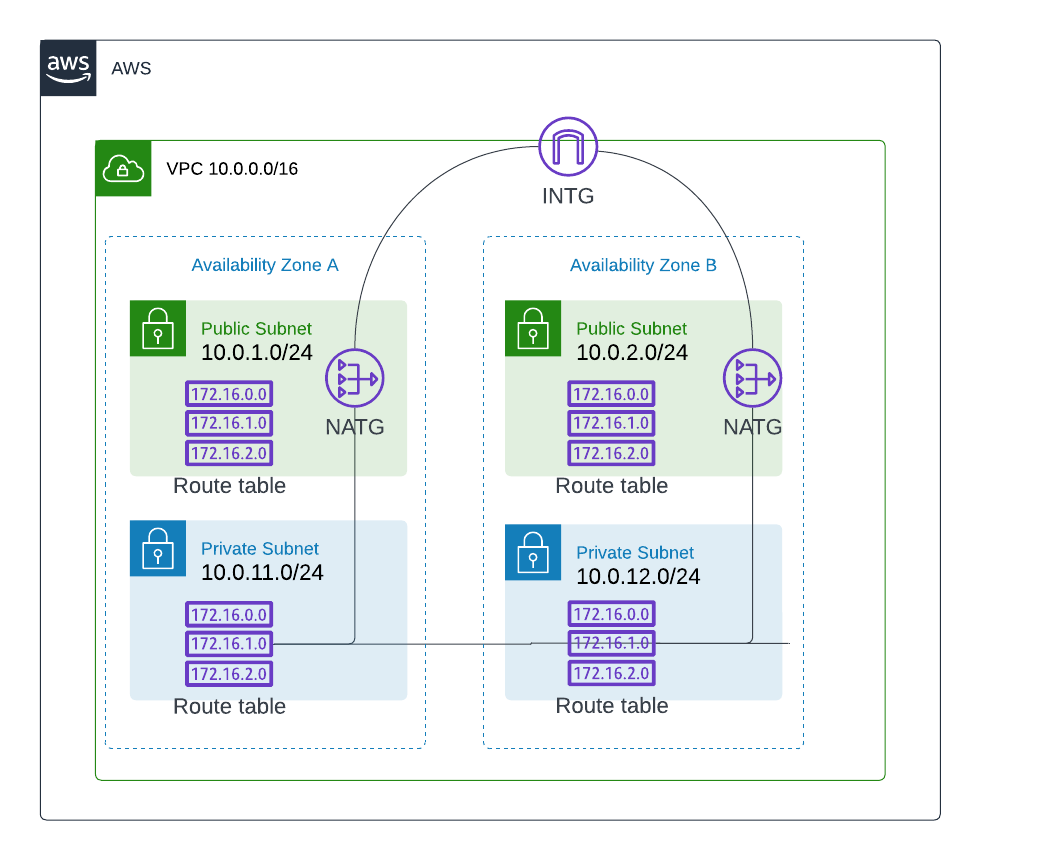 aws
AWS
VPC 10.0.0.0/16
INTG
Availability Zone A
Public Subnet
10.0.1.0/24
172.16.0.0
172.16.1.0
172.16.2.0
NATG
Route table
Private Subnet
10.0.11.0/24
172.16.0.0
172.16.1.0
172.16.2.0
Route table
Availability Zone B
Public Subnet
10.0.2.0/24
172.16.0.0
172.16.1.0
172.16.2.0
NATG
Route table
Private Subnet
10.0.12.0/24
172.16.0.0
172.16.1.0
172.16.2.0
Route table